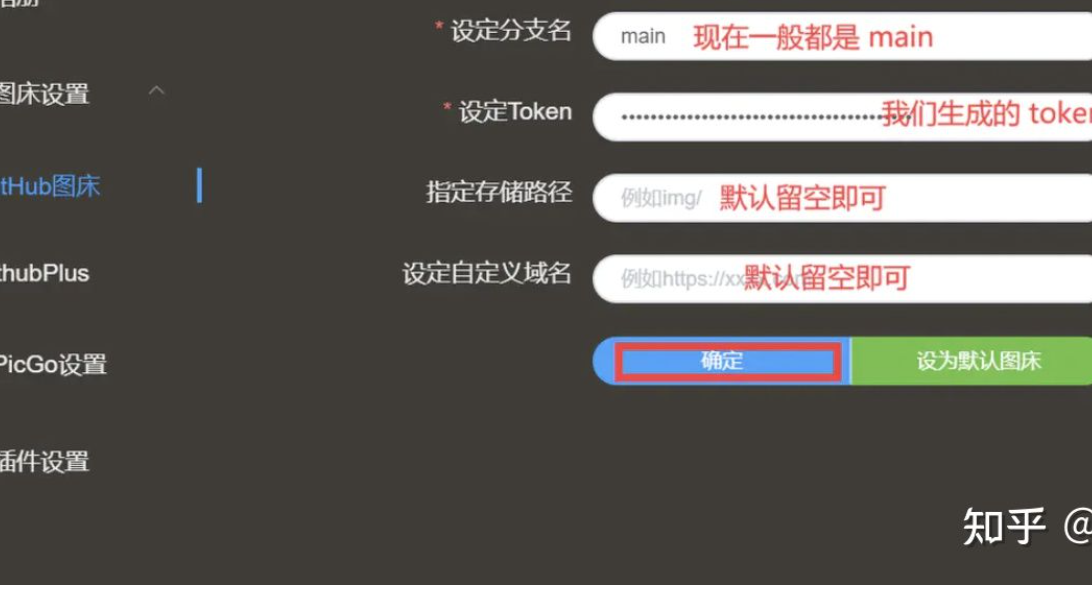 * 设定分支名 main 现在一般都是 main
图床设置
* 设定Token 我们生成的 token
tHub图床
指定存储路径 例如img/ 默认留空即可
thubPlus
设定自定义域名 例如https://xx 默认留空即可
PicGo设置
确定 设为默认图床
插件设置
知乎 @